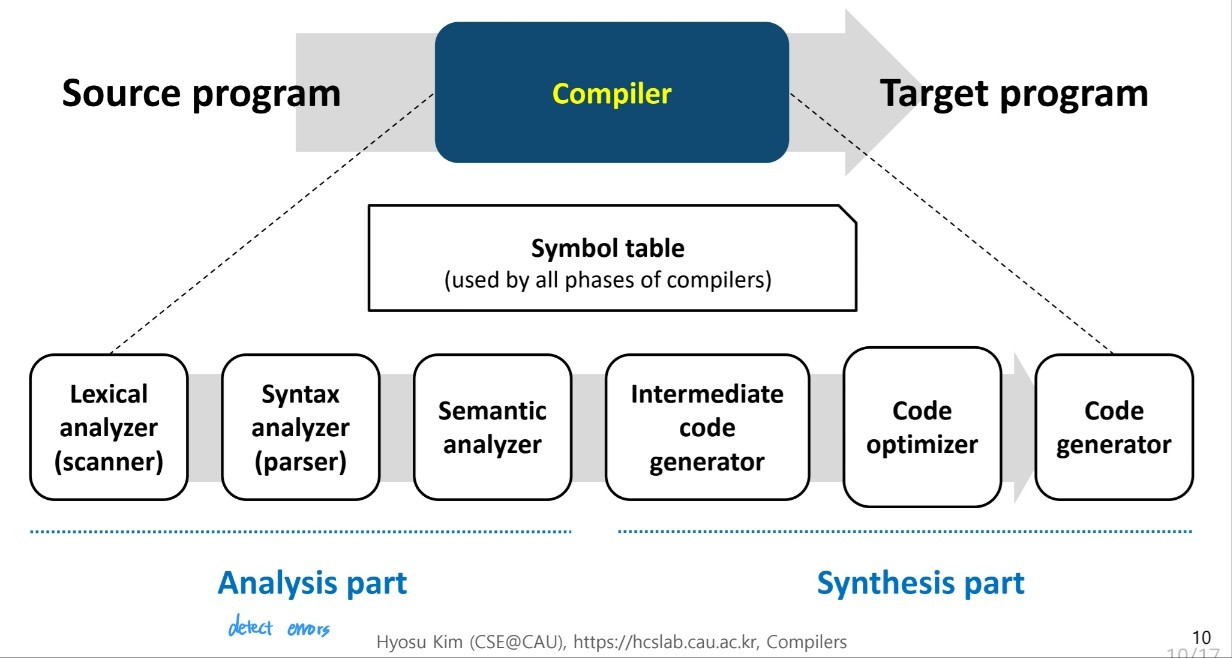 Source program
Compiler
Target program
Symbol table
(used by all phases of compilers)
Lexical
analyzer
(scanner)
Syntax
analyzer
(parser)
Semantic
analyzer
Intermediate
code
generator
Code
optimizer
Code
generator
Analysis part
Synthesis part
detect errors
Hyosu Kim (CSE@CAU), https://hcslab.cau.ac.kr, Compilers
10
10/17